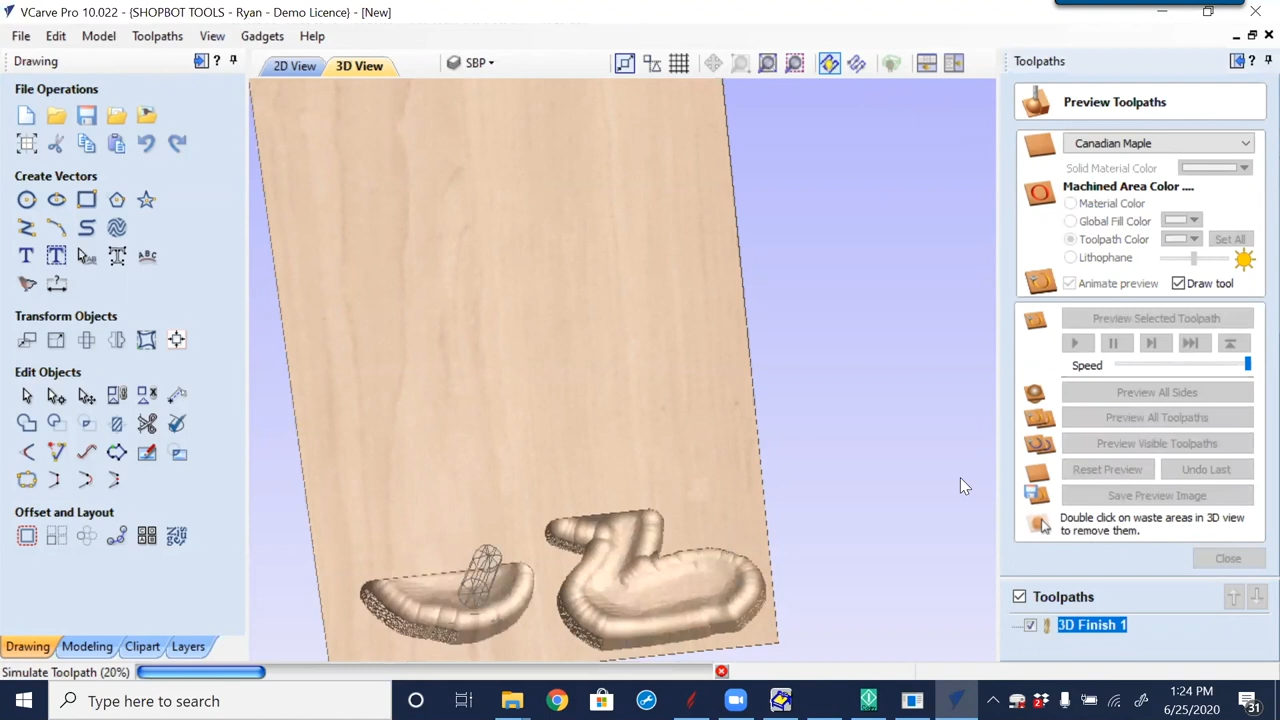 VCarve Pro 10.022 - {SHOPBOT TOOLS - Ryan - Demo Licence} - [New]
File Edit Model Toolpaths View Gadgets Help
Drawing
2D View
3D View
SBP
Toolpaths
File Operations
Create Vectors
Transform Objects
Edit Objects
Offset and Layout
Drawing
Modeling
Clipart
Layers
Preview Toolpaths
Canadian Maple
Solid Material Color
Machined Area Color ....
Material Color
Global Fill Color
Toolpath Color
Set All
Lithophane
Animate preview
Draw tool
Preview Selected Toolpath
Speed
Preview All Sides
Preview All Toolpaths
Preview Visible Toolpaths
Reset Preview
Undo Last
Save Preview Image
Double click on waste areas in 3D view
to remove them.
Close
Toolpaths
3D Finish 1
Simulate Toolpath (20%)
Type here to search
1:24 PM
6/25/2020
31